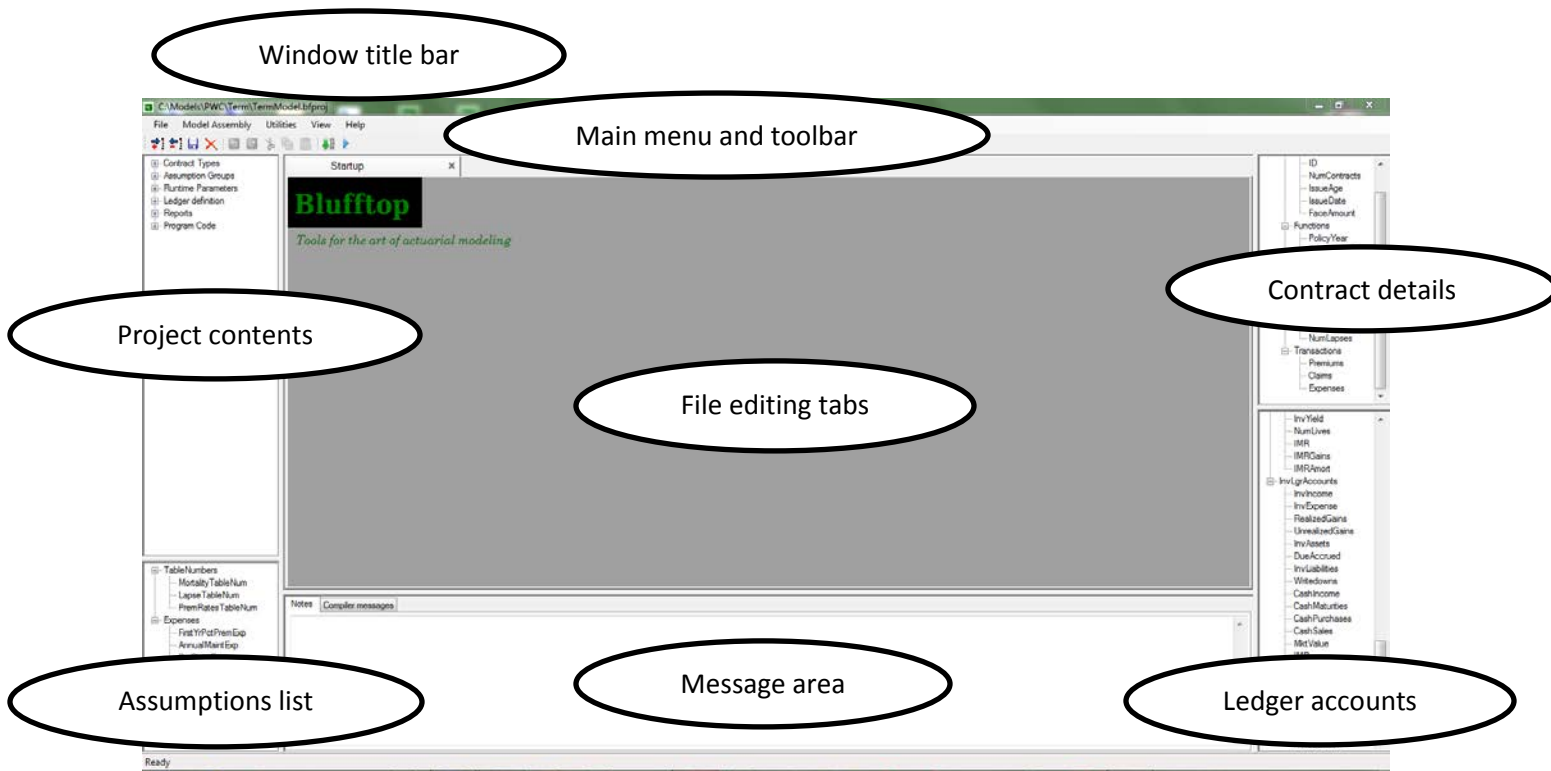 Window title bar
C:\Models\PWC\Term\TermModel.bfproj
File Model Assembly Utilities View Help
Main menu and toolbar
Contract Types
Assumption Groups
Runtime Parameters
Ledger definition
Reports
Program Code
Startup x
Blufftop
Tools for the art of actuarial modeling
ID
NumContracts
IssueAge
IssueDate
FaceAmount
Functions
PolicyYear
Contract details
NumLapses
Transactions
Premiums
Claims
Expenses
Project contents
File editing tabs
InvYield
NumLives
IMR
IMRGains
IMRAmort
InvLgrAccounts
InvIncome
InvExpense
RealizedGains
UnrealizedGains
InvAssets
DueAccrued
InvLiabilities
Writedowns
CashIncome
CashMaturities
CashPurchases
CashSales
MktValue
TableNumbers
MortalityTableNum
LapseTableNum
PremRatesTableNum
Expenses
FirstYrPctPremExp
AnnualMaintExp
Notes Compiler messages
Assumptions list
Message area
Ledger accounts
Ready